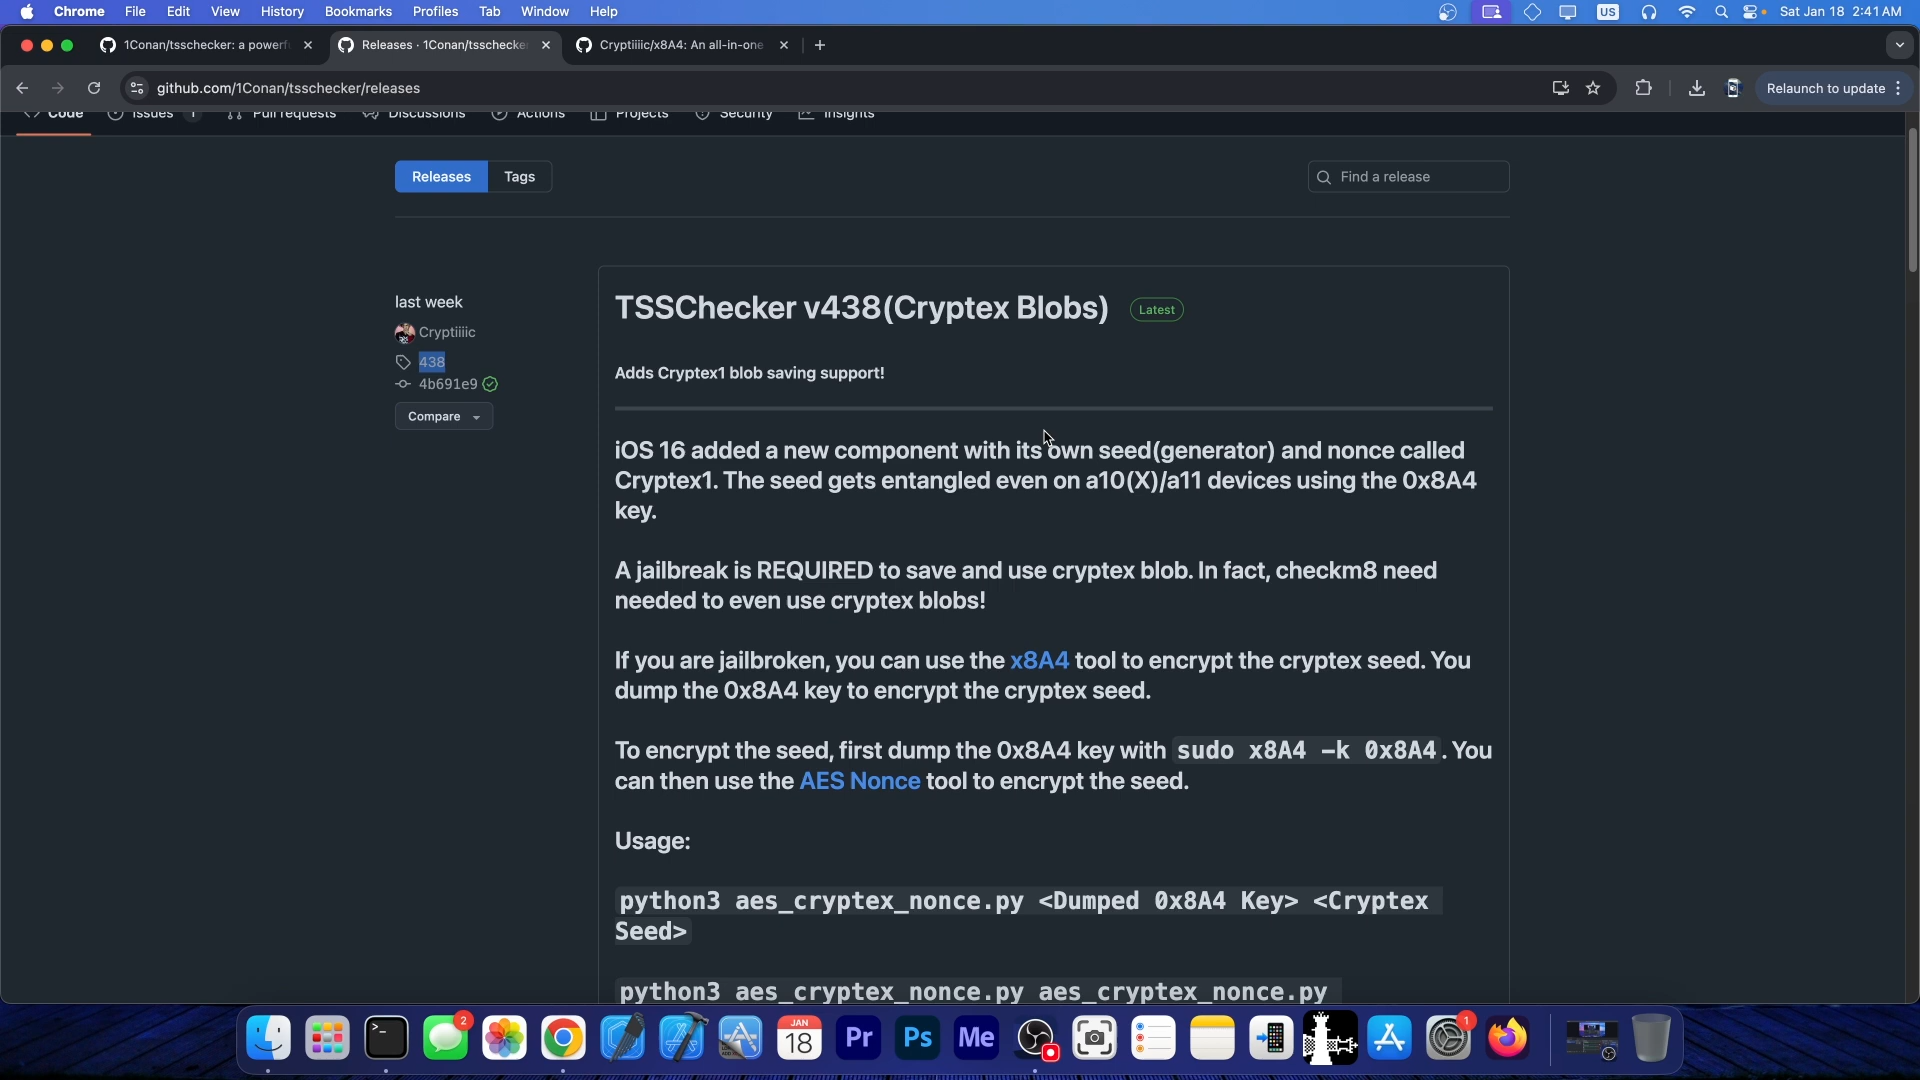 Chrome File Edit View History Bookmarks Profiles Tab Window Help US Sat Jan 18 2:41 AM
1Conan/tsschecker: a powerf Releases · 1Conan/tsschecke Cryptiiiic/x8A4: An all-in-one
github.com/1Conan/tsschecker/releases Relaunch to update
Code Issues 1 Pull requests Discussions Actions Projects Security Insights
Releases Tags Find a release
last week
Cryptiiiic
438
4b691e9
Compare
TSSChecker v438(Cryptex Blobs) Latest
Adds Cryptex1 blob saving support!
iOS 16 added a new component with its own seed(generator) and nonce called
Cryptex1. The seed gets entangled even on a10(X)/a11 devices using the 0x8A4
key.
A jailbreak is REQUIRED to save and use cryptex blob. In fact, checkm8 need
needed to even use cryptex blobs!
If you are jailbroken, you can use the x8A4 tool to encrypt the cryptex seed. You
dump the 0x8A4 key to encrypt the cryptex seed.
To encrypt the seed, first dump the 0x8A4 key with sudo x8A4 -k 0x8A4. You
can then use the AES Nonce tool to encrypt the seed.
Usage:
python3 aes_cryptex_nonce.py <Dumped 0x8A4 Key> <Cryptex
Seed>
python3 aes_cryptex_nonce.py aes_cryptex_nonce.py
2 JAN 18 Pr Ps Me 1